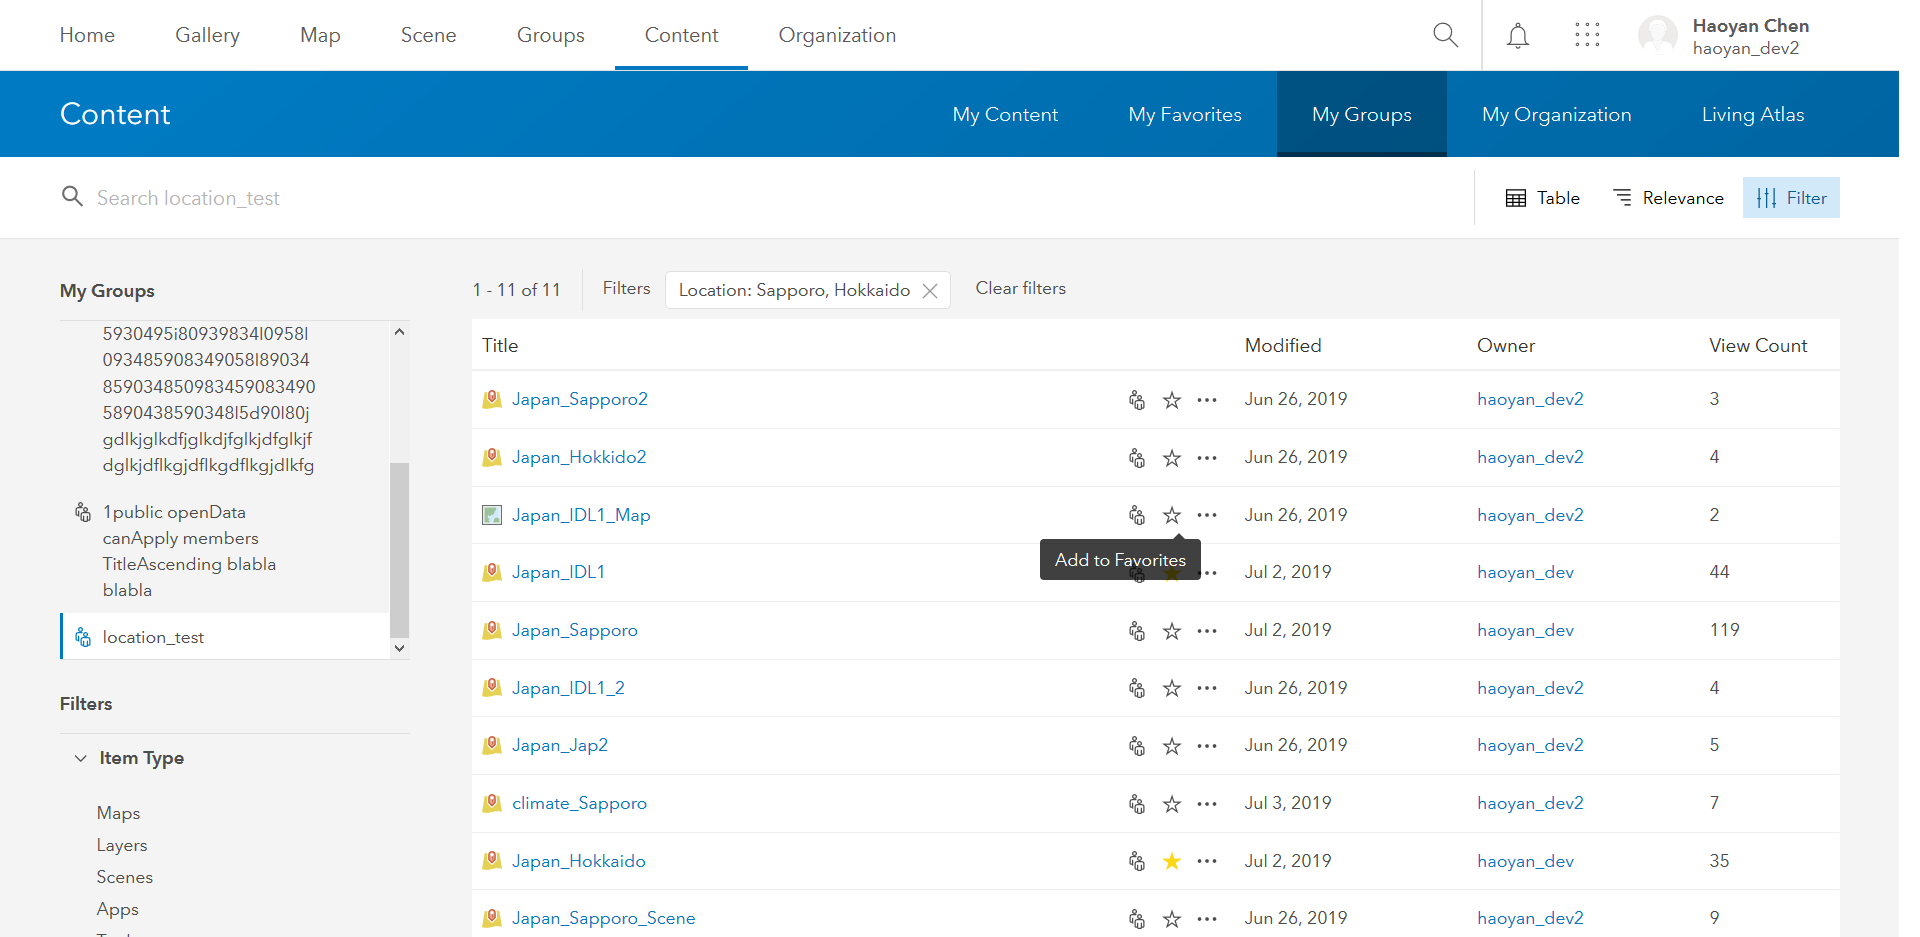 Home Gallery Map Scene Groups Content Organization
Haoyan Chen
haoyan_dev2
Content My Content My Favorites My Groups My Organization Living Atlas
Search location_test Table Relevance Filter
My Groups
5930495i80939834l0958l
093485908349058l89034
859034850983459083490
5890438590348l5d90l80j
gdlkjglkdfjglkdjfglkjdfglkjf
dglkjdflkgjdflkgdflkgjdlkfg
1public openData
canApply members
TitleAscending blabla
blabla
location_test
Filters
Item Type
Maps
Layers
Scenes
Apps
1 - 11 of 11 Filters Location: Sapporo, Hokkaido Clear filters
Title Modified Owner View Count
Japan_Sapporo2 Jun 26, 2019 haoyan_dev2 3
Japan_Hokkido2 Jun 26, 2019 haoyan_dev2 4
Japan_IDL1_Map Jun 26, 2019 haoyan_dev2 2
Add to Favorites
Japan_IDL1 Jul 2, 2019 haoyan_dev 44
Japan_Sapporo Jul 2, 2019 haoyan_dev 119
Japan_IDL1_2 Jun 26, 2019 haoyan_dev2 4
Japan_Jap2 Jun 26, 2019 haoyan_dev2 5
climate_Sapporo Jul 3, 2019 haoyan_dev2 7
Japan_Hokkaido Jul 2, 2019 haoyan_dev 35
Japan_Sapporo_Scene Jun 26, 2019 haoyan_dev2 9